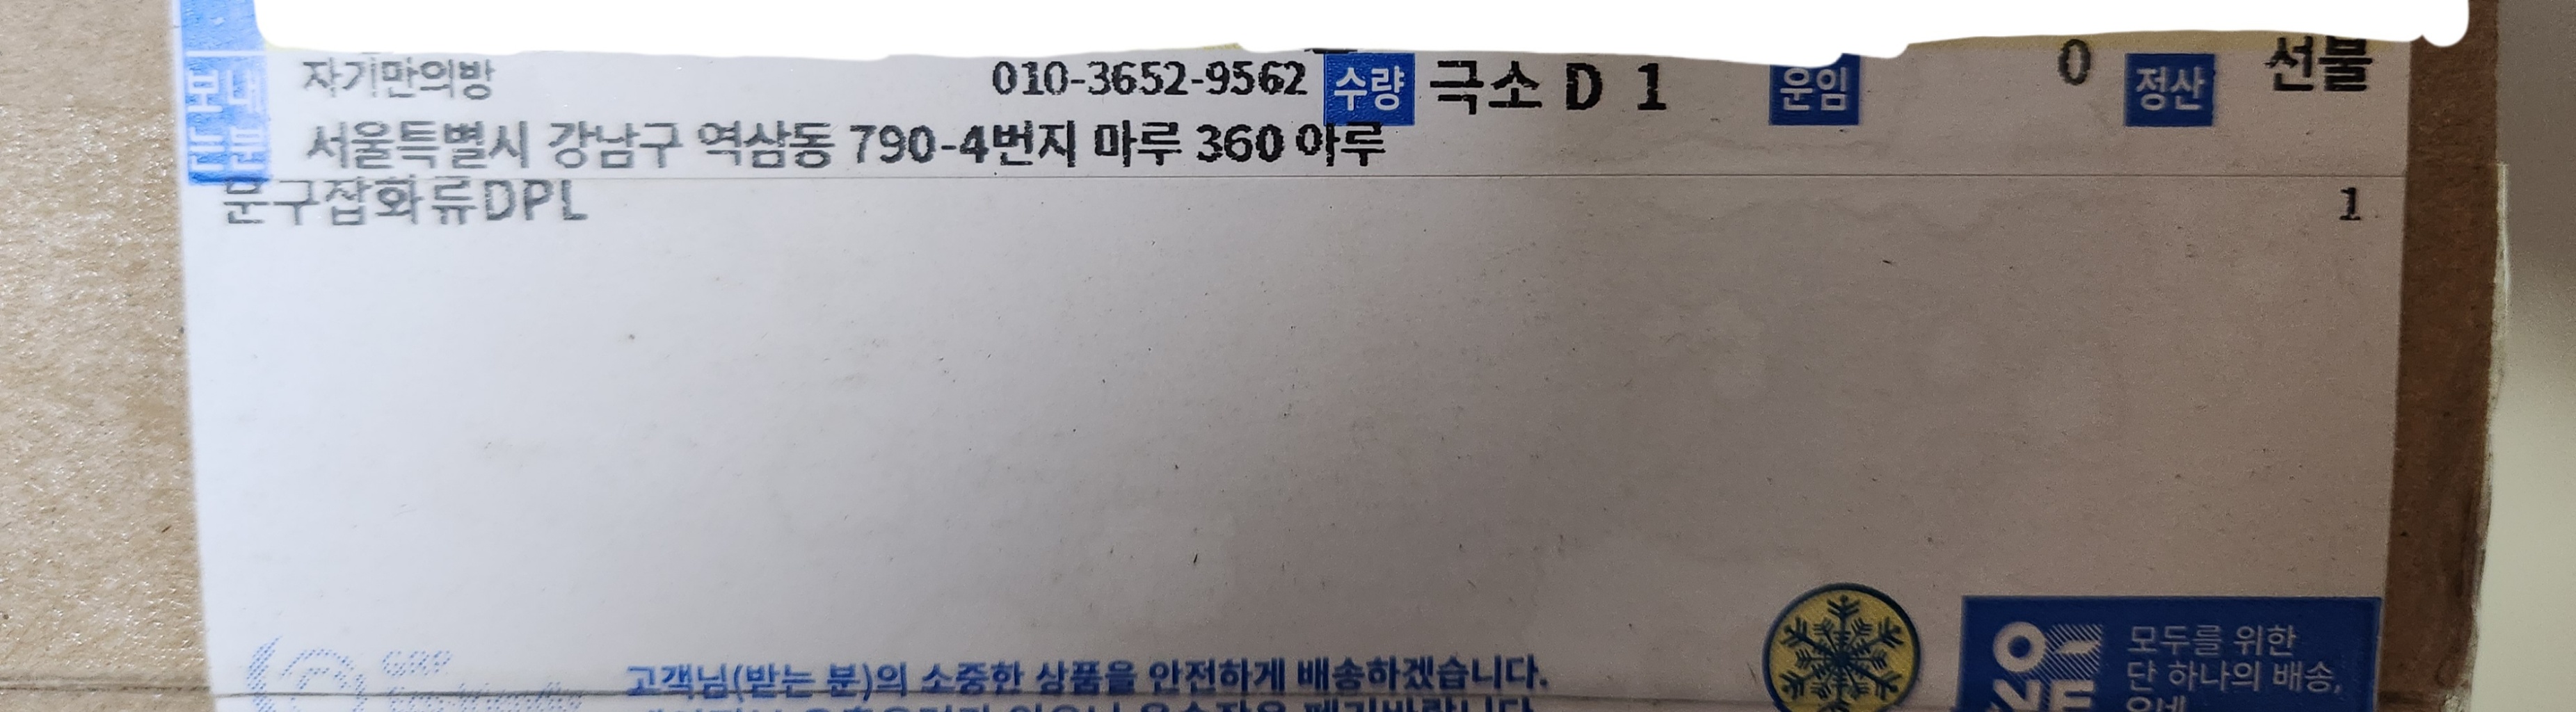 보내는분 자기만의방 010-3652-9562 수량 극소 D 1 운임 0 정산 선불
서울특별시 강남구 역삼동 790-4번지 마루 360 아루
문구잡화류DPL 1
고객님(받는 분)의 소중한 상품을 안전하게 배송하겠습니다.
모두를 위한
단 하나의 배송,
오네